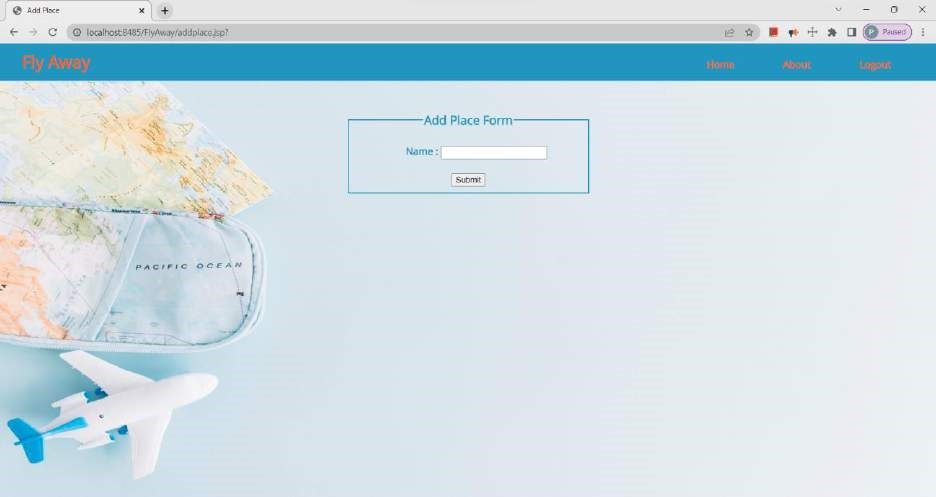 Add Place
localhost:8485/FlyAway/addplace.jsp?
P Paused
Fly Away
Home
About
Logout
Add Place Form
Name :
Submit
PACIFIC OCEAN